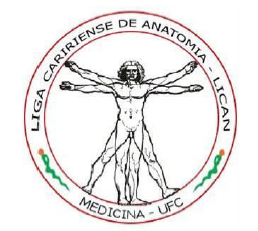 LIGA CARIRIENSE DE ANATOMIA - LICAN
MEDICINA - UFC